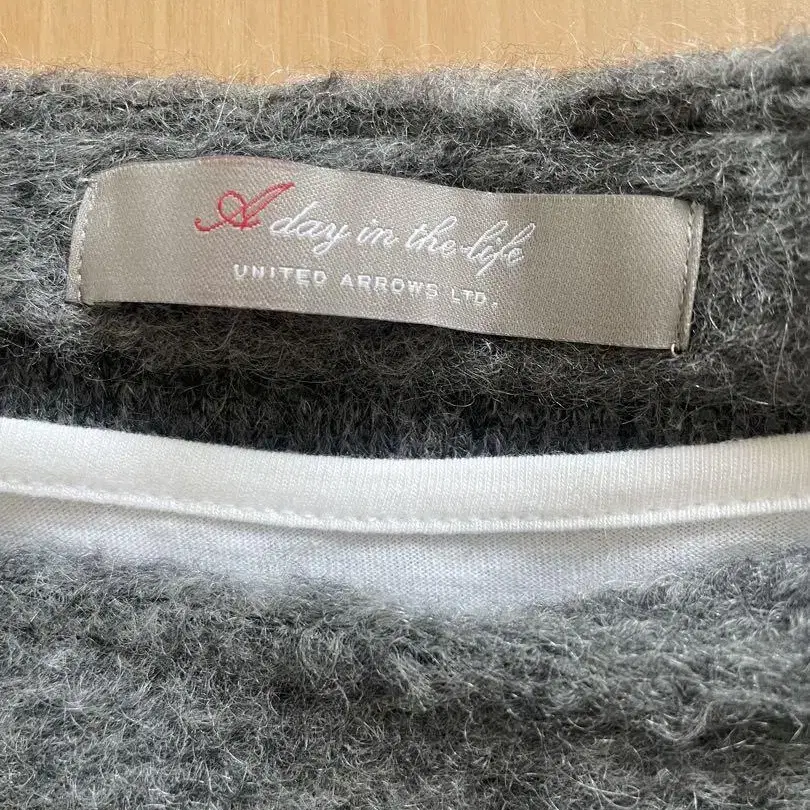 A day in the life
UNITED ARROWS LTD.